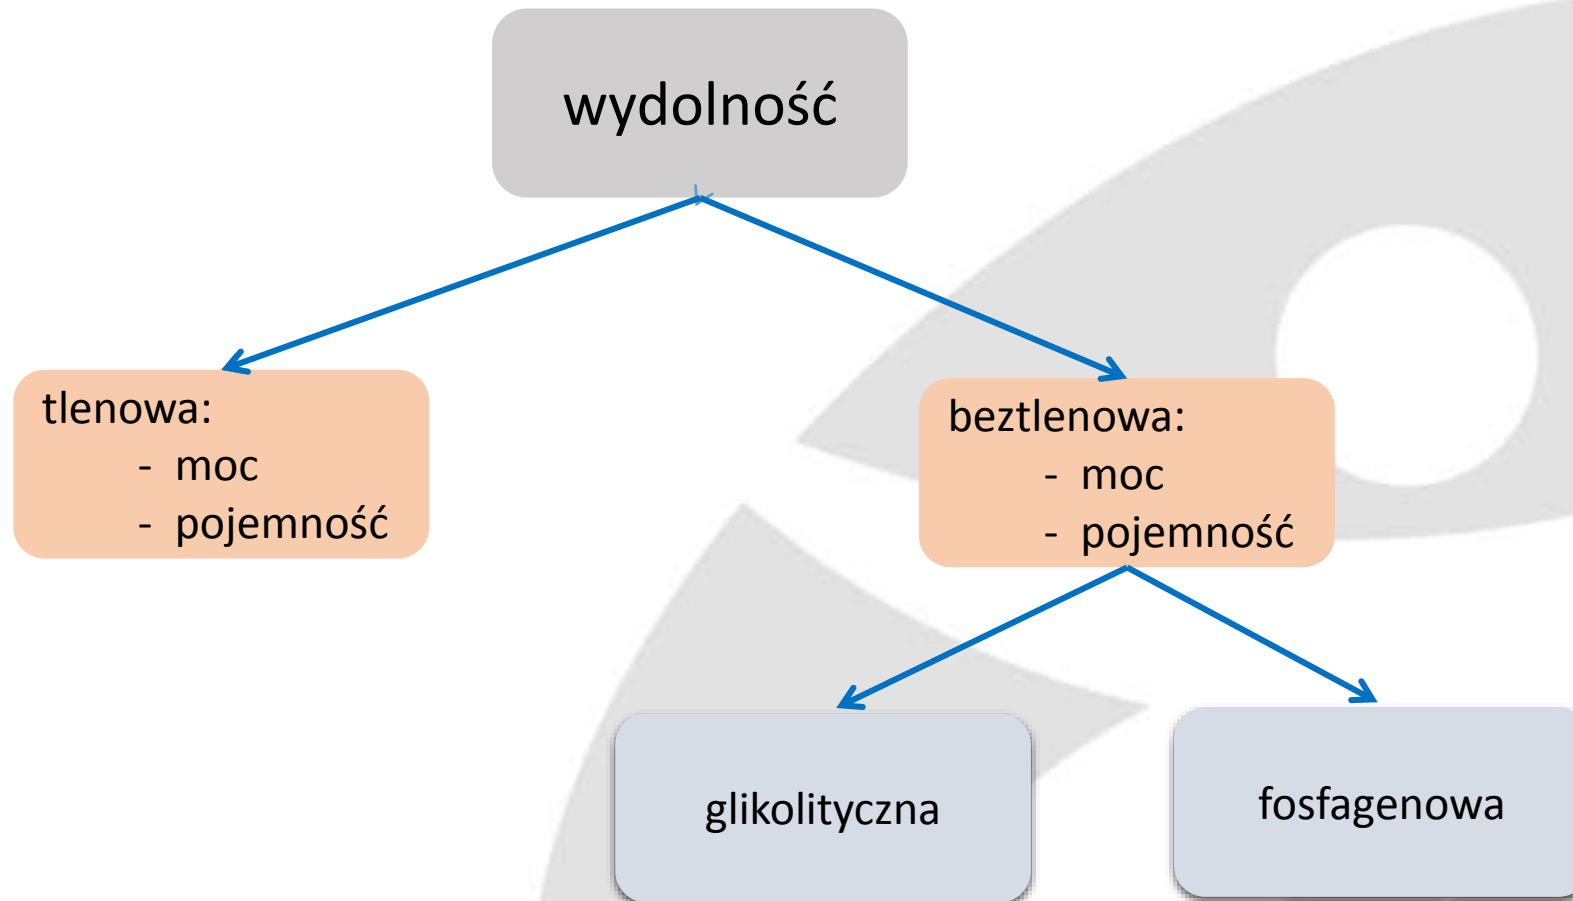 wydolność
tlenowa:
- moc
- pojemność
beztlenowa:
- moc
- pojemność
glikolityczna
fosfagenowa